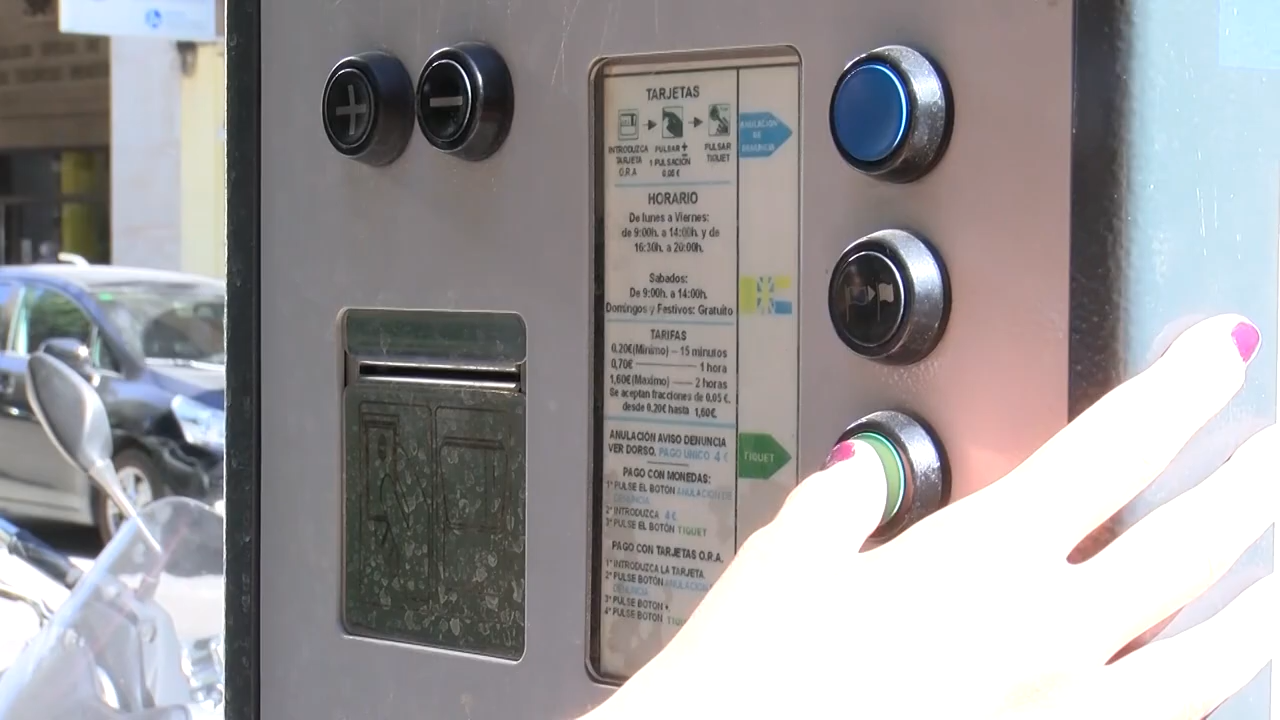 + −
TARJETAS
INTRODUZCA
TARJETA
O.R.A
PULSAR +
1 PULSACIÓN
0,05 €
PULSAR
TIGUET
ANULACIÓN
DE
DENUNCIA
HORARIO
De lunes a Viernes:
de 9:00h. a 14:00h. y de
16:30h. a 20:00h.
Sabados:
De 9:00h. a 14:00h.
Domingos y Festivos: Gratuito
TARIFAS
0,20€(Minimo) — 15 minutos
0,70€ ——— 1 hora
1,60€(Maximo) —— 2 horas
Se aceptan fracciones de 0,05 €.
desde 0,20€ hasta 1,60€.
ANULACIÓN AVISO DENUNCIA
VER DORSO. PAGO ÚNICO 4 €
TIGUET
PAGO CON MONEDAS:
1º PULSE EL BOTON ANULACIÓN DE
DENUNCIA
2º INTRODUZCA 4€
3º PULSE EL BOTÓN TIGUET
PAGO CON TARJETAS O.R.A.
1º INTRODUZCA LA TARJETA.
2º PULSE BOTÓN ANULACIÓN
DENUNCIA
3º PULSE BOTON +.
4º PULSE BOTON